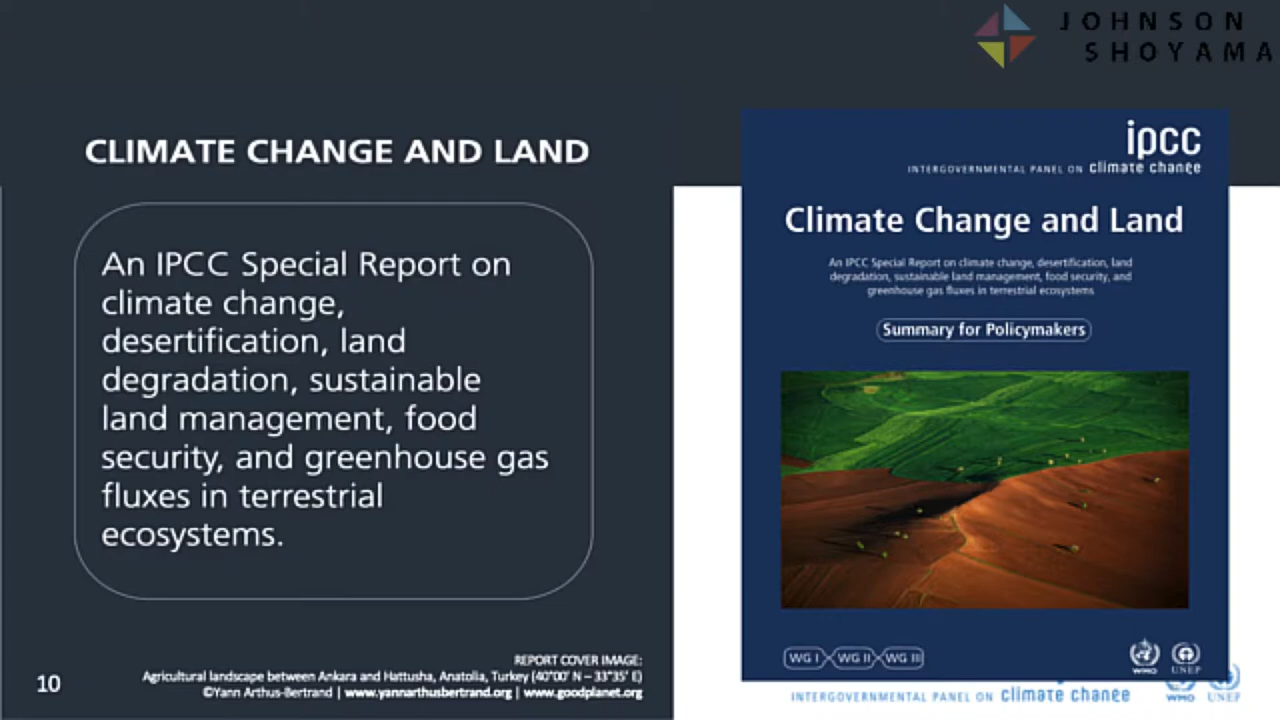 JOHNSON
SHOYAMA
CLIMATE CHANGE AND LAND
An IPCC Special Report on
climate change,
desertification, land
degradation, sustainable
land management, food
security, and greenhouse gas
fluxes in terrestrial
ecosystems.
REPORT COVER IMAGE:
Agricultural landscape between Ankara and Hattusha, Anatolia, Turkey (40°00' N – 33°35' E)
©Yann Arthus-Bertrand | www.yannarthusbertrand.org | www.goodplanet.org
10
ipcc
INTERGOVERNMENTAL PANEL ON climate change
Climate Change and Land
An IPCC Special Report on climate change, desertification, land
degradation, sustainable land management, food security, and
greenhouse gas fluxes in terrestrial ecosystems
Summary for Policymakers
WG I WG II WG III
WMO UNEP
INTERGOVERNMENTAL PANEL ON climate change
WMO UNEP